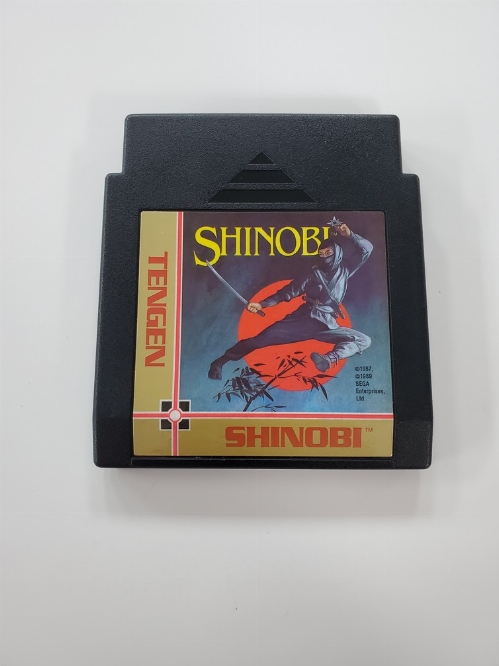 SHINOBI
TENGEN
©1987,
©1989
SEGA
Enterprises,
Ltd.
SHINOBI™